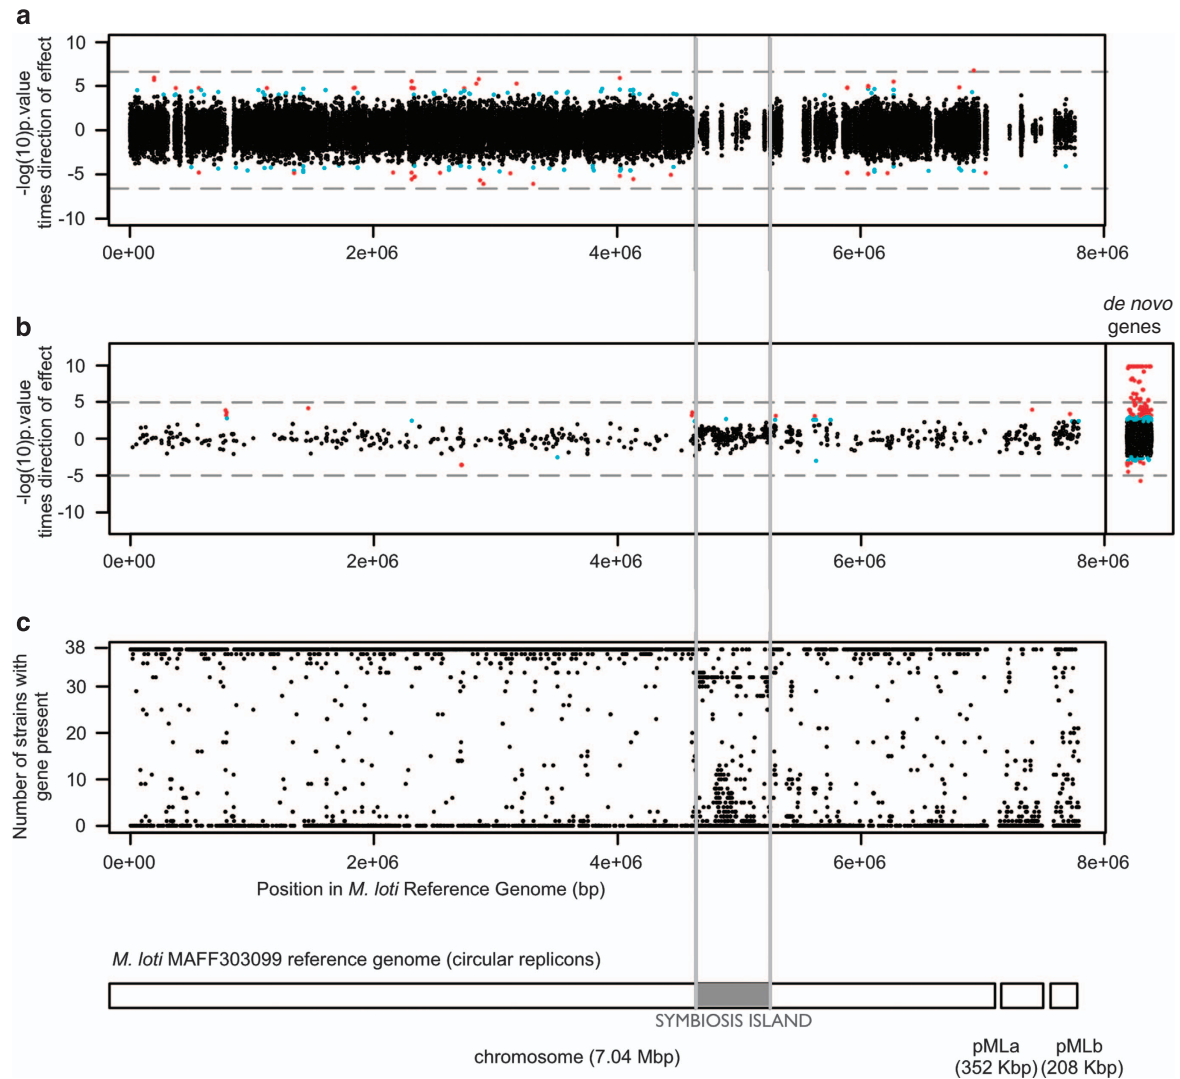 a
-log(10)p.value
times direction of effect
10
5
0
-5
-10
0e+00 2e+06 4e+06 6e+06 8e+06
de novo
genes
b
-log(10)p.value
times direction of effect
10
5
0
-5
-10
0e+00 2e+06 4e+06 6e+06 8e+06
c
Number of strains with
gene present
38
30
20
10
0
0e+00 2e+06 4e+06 6e+06 8e+06
Position in M. loti Reference Genome (bp)
M. loti MAFF303099 reference genome (circular replicons)
SYMBIOSIS ISLAND
chromosome (7.04 Mbp)
pMLa
(352 Kbp)
pMLb
(208 Kbp)